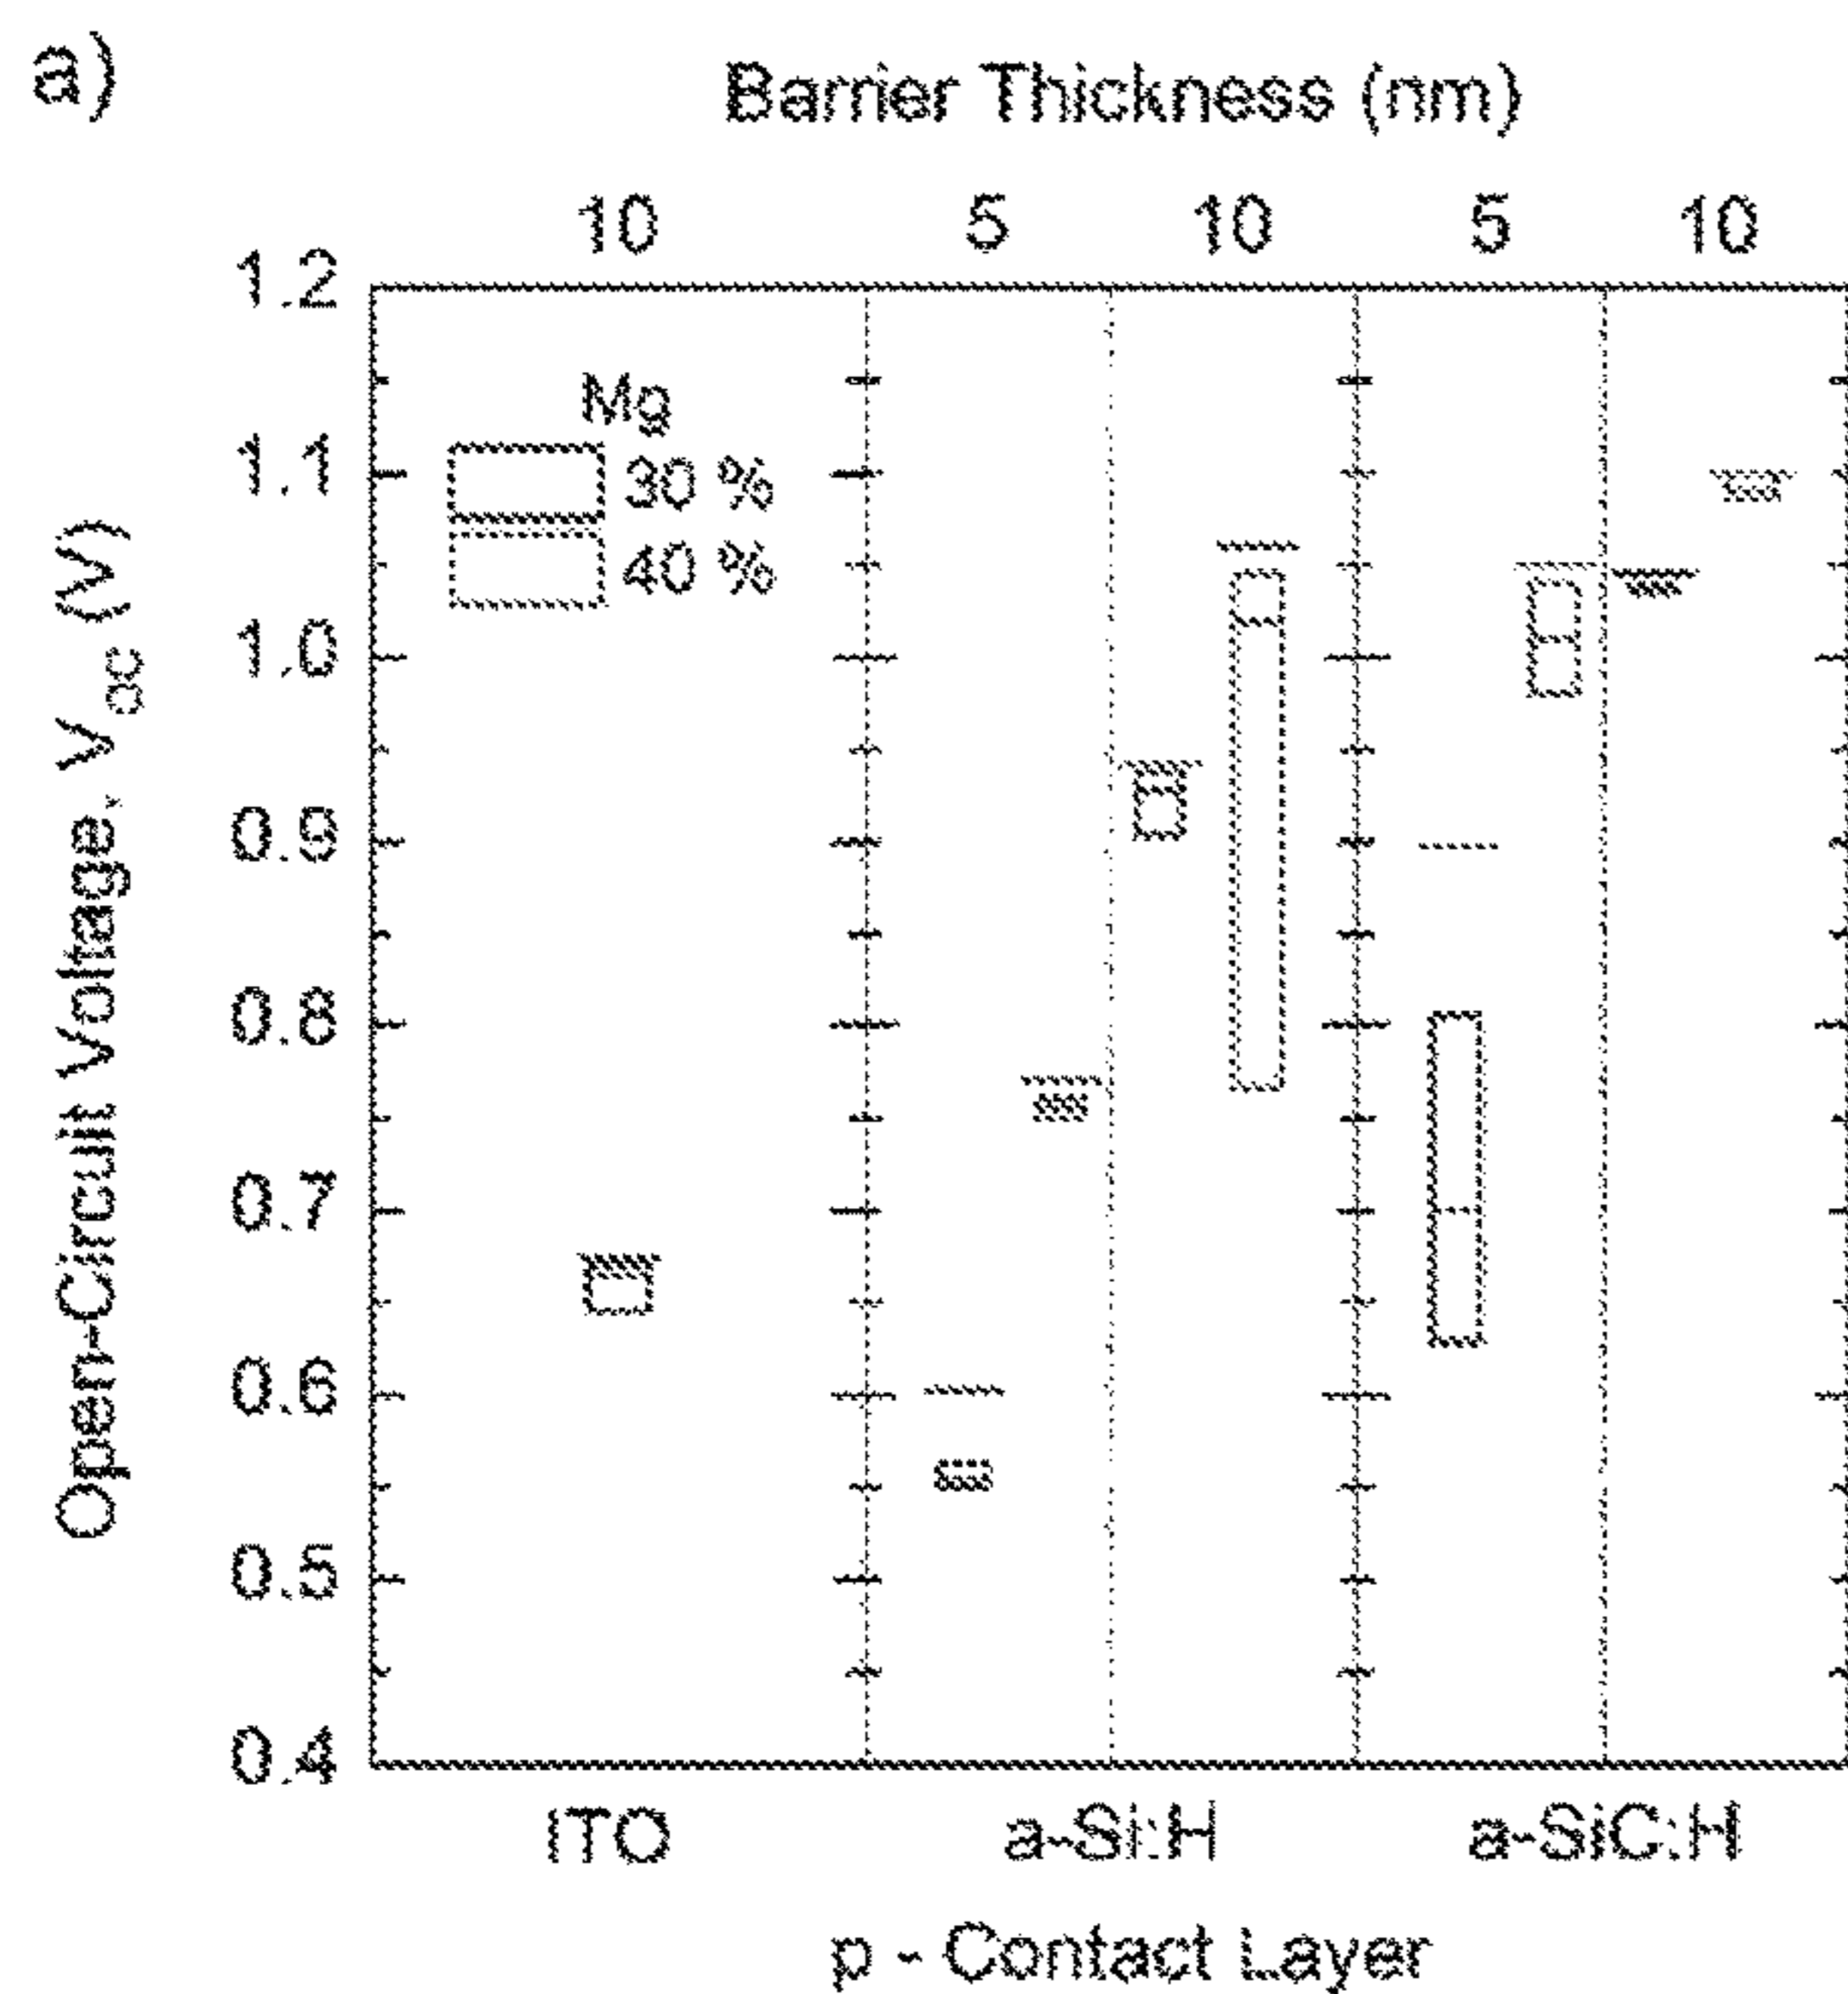 a)
Barrier Thickness (nm)
10 5 10 5 10
1.2
1.1
1.0
0.9
0.8
0.7
0.6
0.5
0.4
Mg
30 %
40 %
Open-Circuit Voltage, Voc (V)
ITO a-Si:H a-SiC:H
p - Contact Layer